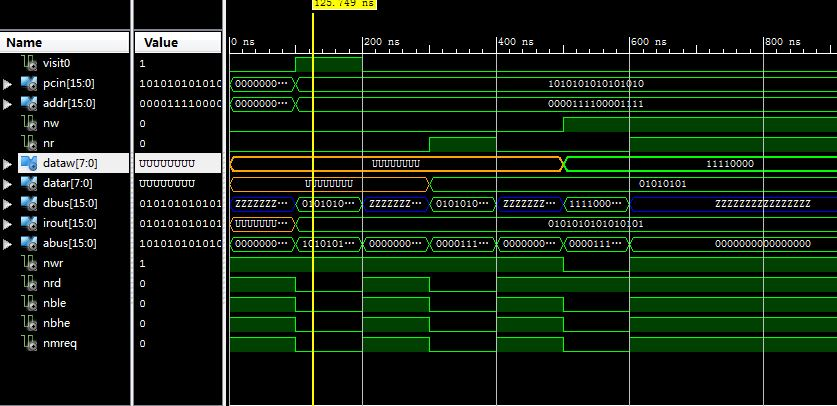 125.749 ns
Name Value 0 ns 200 ns 400 ns 600 ns 800 ns
visit0 1
pcin[15:0] 10101010101010 0000000··· 1010101010101010
addr[15:0] 00001111000 0000000··· 0000111100001111
nw 0
nr 0
dataw[7:0] UUUUUUUU UUUUUUUU 11110000
datar[7:0] UUUUUUUU UUUUUUUU 01010101
dbus[15:0] 01010101010 ZZZZZZZ··· 0101010··· ZZZZZZZ··· 0101010··· ZZZZZZZ··· 1111000··· ZZZZZZZZZZZZZZZZ
irout[15:0] 01010101010 UUUUUUU··· 0101010101010101
abus[15:0] 10101010101 0000000··· 1010101··· 0000000··· 0000111··· 0000000··· 0000111··· 0000000000000000
nwr 1
nrd 0
nble 0
nbhe 0
nmreq 0